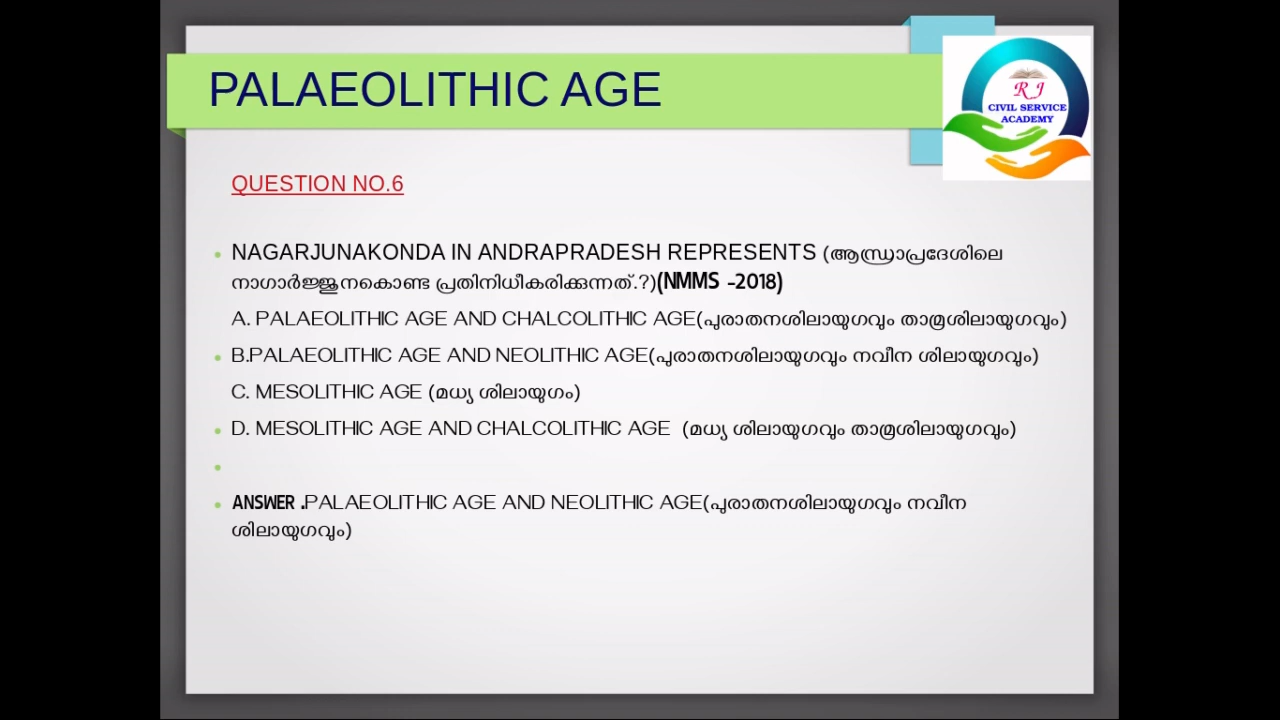 PALAEOLITHIC AGE
RJ
CIVIL SERVICE
ACADEMY
QUESTION NO.6
NAGARJUNAKONDA IN ANDRAPRADESH REPRESENTS (ആന്ധ്രാപ്രദേശിലെ
നാഗാർജ്ജുനകൊണ്ട പ്രതിനിധീകരിക്കുന്നത്.?)(NMMS -2018)
A. PALAEOLITHIC AGE AND CHALCOLITHIC AGE(പുരാതനശിലായുഗവും താമ്രശിലായുഗവും)
B.PALAEOLITHIC AGE AND NEOLITHIC AGE(പുരാതനശിലായുഗവും നവീന ശിലായുഗവും)
C. MESOLITHIC AGE (മധ്യ ശിലായുഗം)
D. MESOLITHIC AGE AND CHALCOLITHIC AGE (മധ്യ ശിലായുഗവും താമ്രശിലായുഗവും)
ANSWER .PALAEOLITHIC AGE AND NEOLITHIC AGE(പുരാതനശിലായുഗവും നവീന
ശിലായുഗവും)